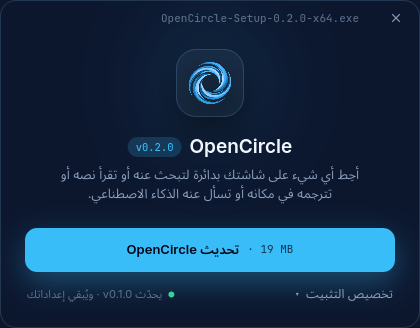 OpenCircle-Setup-0.2.0-x64.exe
OpenCircle v0.2.0
أحِط أي شيء على شاشتك بدائرة لتبحث عنه أو تقرأ نصه أو
تترجمه في مكانه أو تسأل عنه الذكاء الاصطناعي.
تحديث OpenCircle · 19 MB
تخصيص التثبيت
يحدّث v0.1.0 · ويُبقي إعداداتك